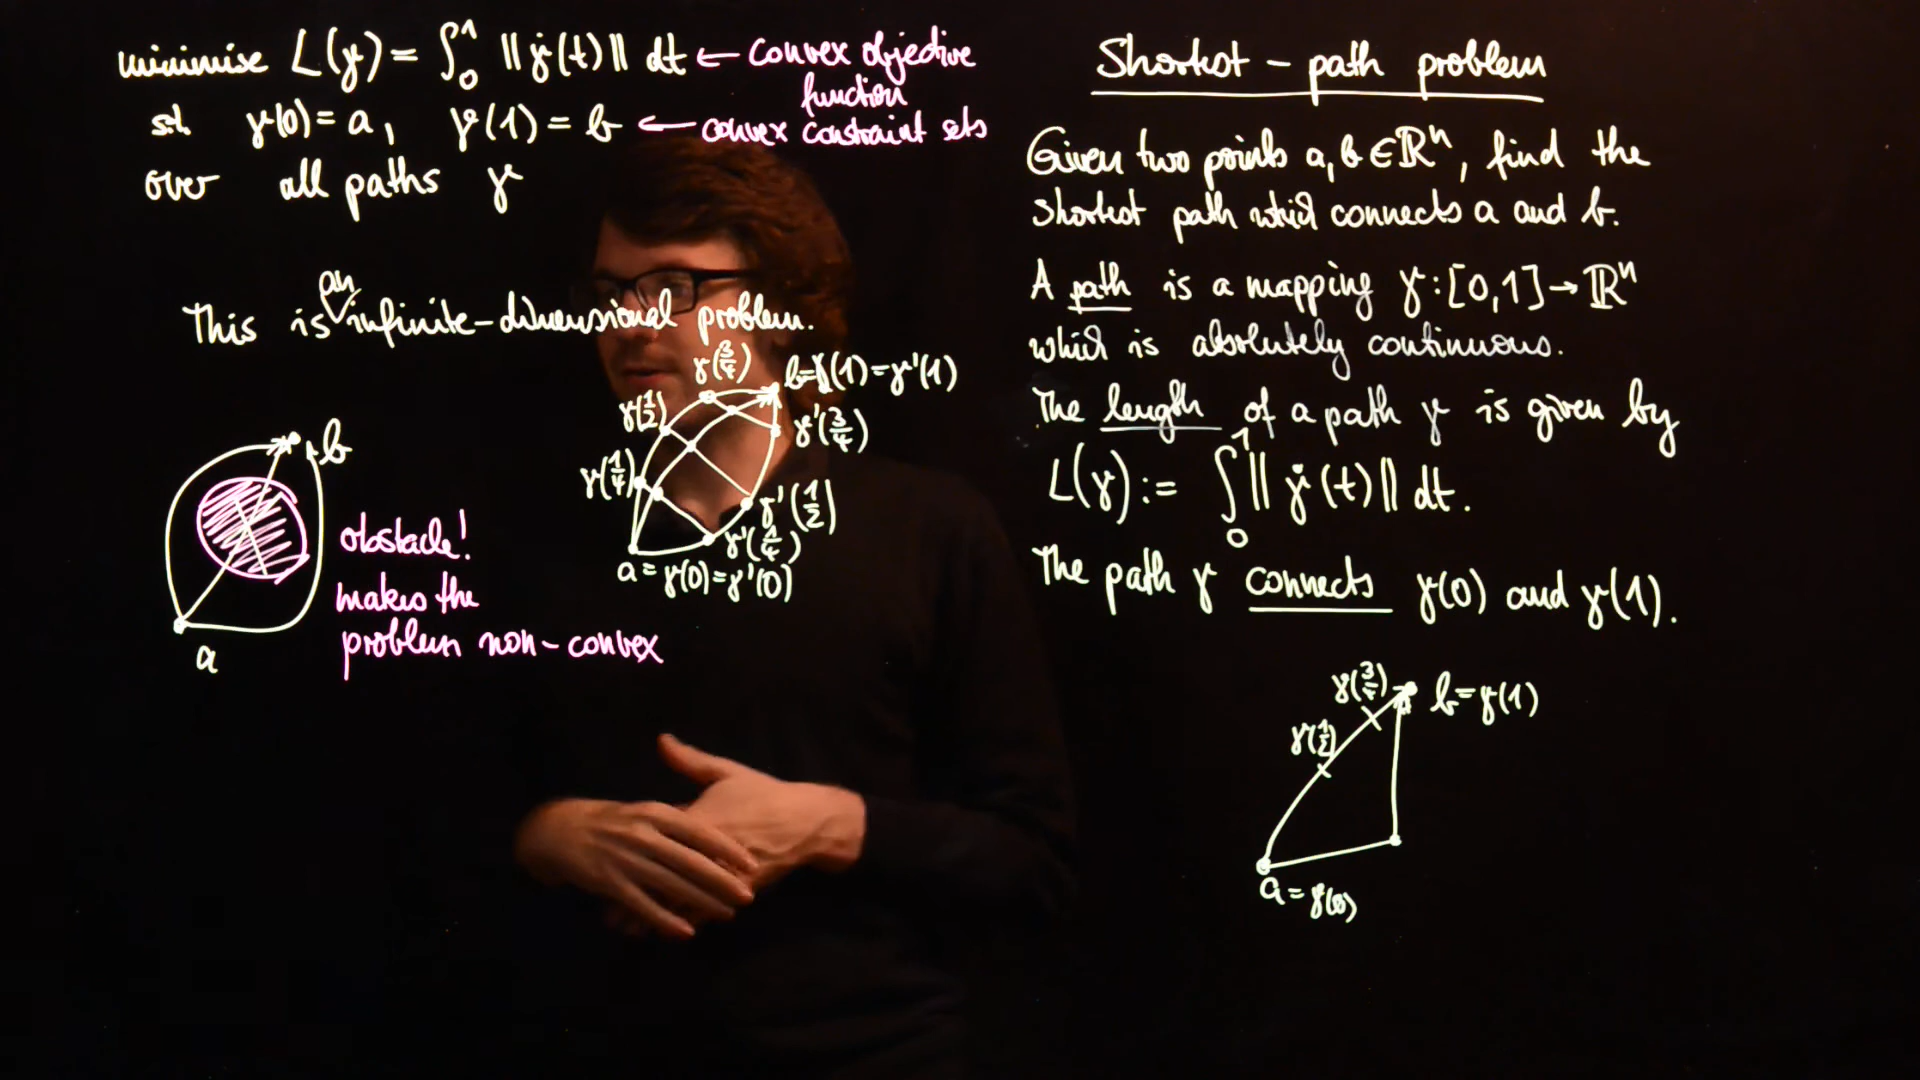 minimise L(γ) = ∫₀¹ ‖γ̇(t)‖ dt ← convex objective
function
st. γ(0) = a, γ(1) = b ← convex constraint sets
over all paths γ
This is an infinite-dimensional problem.
γ(3/4)
b=γ(1)=γ'(1)
γ(1/2)
γ'(3/4)
γ(1/4)
γ'(1/2)
γ'(1/4)
a = γ(0)=γ'(0)
b
obstacle!
makes the
problem non-convex
a
Shortest - path problem
Given two points a, b ∈ ℝⁿ, find the
shortest path which connects a and b.
A path is a mapping γ : [0,1] → ℝⁿ
which is absolutely continuous.
The length of a path γ is given by
L(γ) := ∫₀¹ ‖γ̇(t)‖ dt.
The path γ connects γ(0) and γ(1).
γ(3/4)
b=γ(1)
γ(1/2)
a=γ(0)